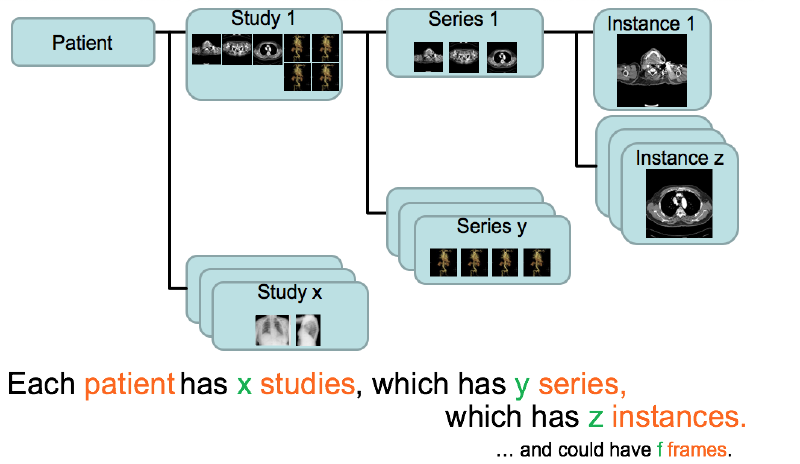 Patient
Study 1
Series 1
Instance 1
Instance z
Series y
Study x
Each patient has x studies, which has y series,
which has z instances.
... and could have f frames.